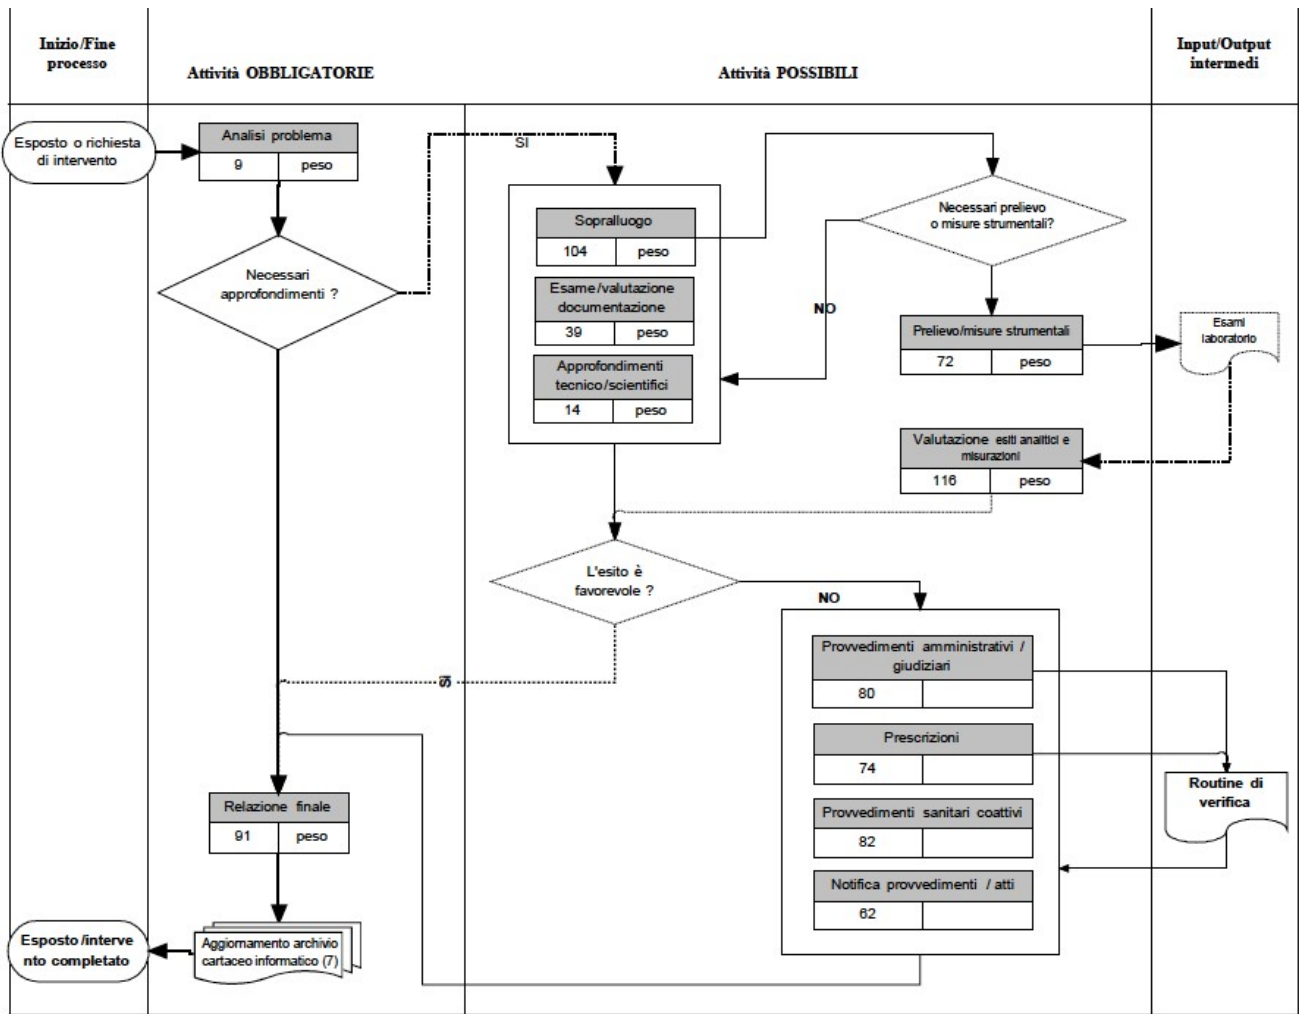 Inizio/Fine
processo
Attività OBBLIGATORIE
Attività POSSIBILI
Input/Output
intermedi
Esposto o richiesta
di intervento
Analisi problema
9 peso
SI
Necessari
approfondimenti ?
Sopralluogo
104 peso
Esame/valutazione
documentazione
39 peso
Approfondimenti
tecnico/scientifici
14 peso
Necessari prelievo
o misure strumentali?
NO
Prelievo/misure strumentali
72 peso
Esami
laboratorio
Valutazione esiti analitici e
misurazioni
116 peso
L'esito è
favorevole ?
NO
SI
Provvedimenti amministrativi /
giudiziari
80
Prescrizioni
74
Provvedimenti sanitari coattivi
82
Notifica provvedimenti / atti
62
Routine di
verifica
Relazione finale
91 peso
Aggiornamento archivio
cartaceo informatico (7)
Esposto/interve
nto completato